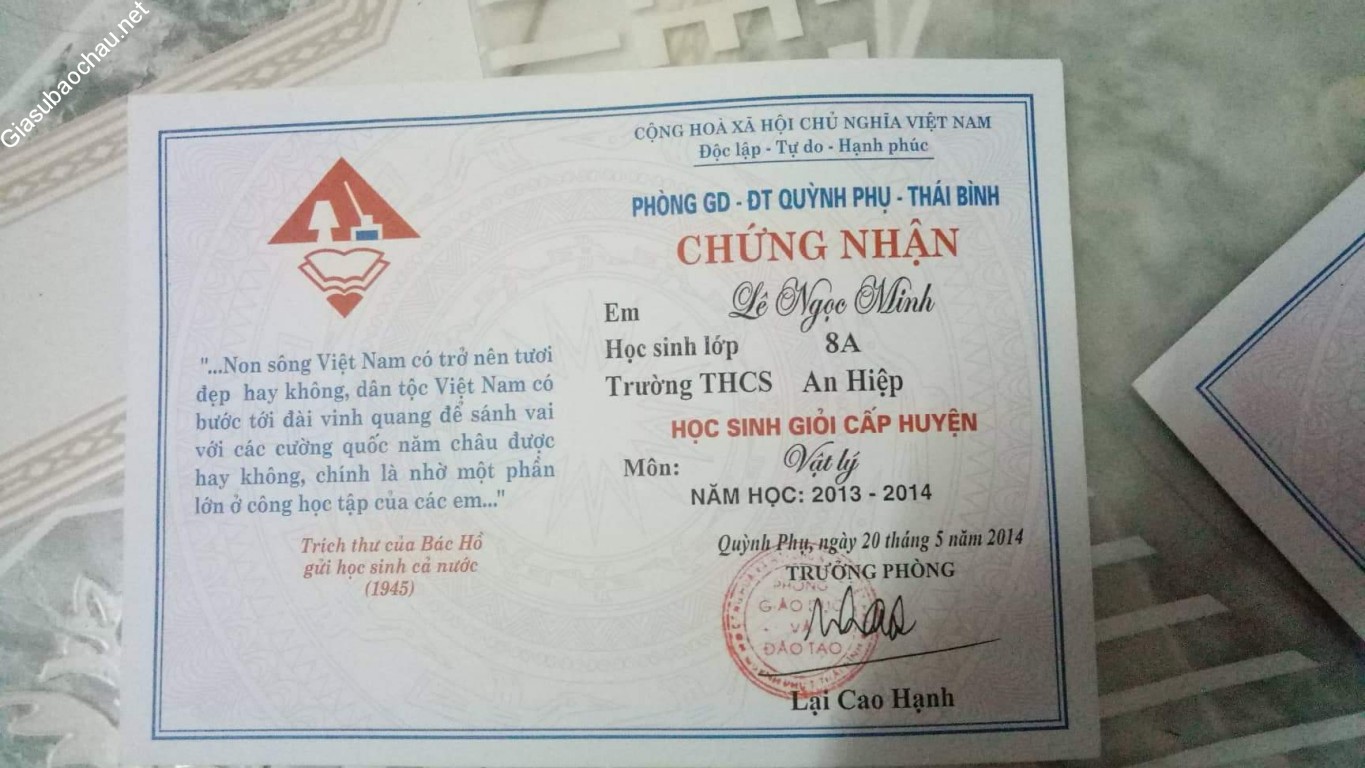 Giasubaochau.net
CỘNG HOÀ XÃ HỘI CHỦ NGHĨA VIỆT NAM
Độc lập - Tự do - Hạnh phúc
PHÒNG GD - ĐT QUỲNH PHỤ - THÁI BÌNH
CHỨNG NHẬN
Em Lê Ngọc Minh
Học sinh lớp 8A
Trường THCS An Hiệp
HỌC SINH GIỎI CẤP HUYỆN
Môn: Vật lý
NĂM HỌC: 2013 - 2014
Quỳnh Phụ, ngày 20 tháng 5 năm 2014
TRƯỞNG PHÒNG
PHÒNG
GIÁO DỤC
VÀ
ĐÀO TẠO
Lại Cao Hạnh
"...Non sông Việt Nam có trở nên tươi
đẹp hay không, dân tộc Việt Nam có
bước tới đài vinh quang để sánh vai
với các cường quốc năm châu được
hay không, chính là nhờ một phần
lớn ở công học tập của các em..."
Trích thư của Bác Hồ
gửi học sinh cả nước
(1945)